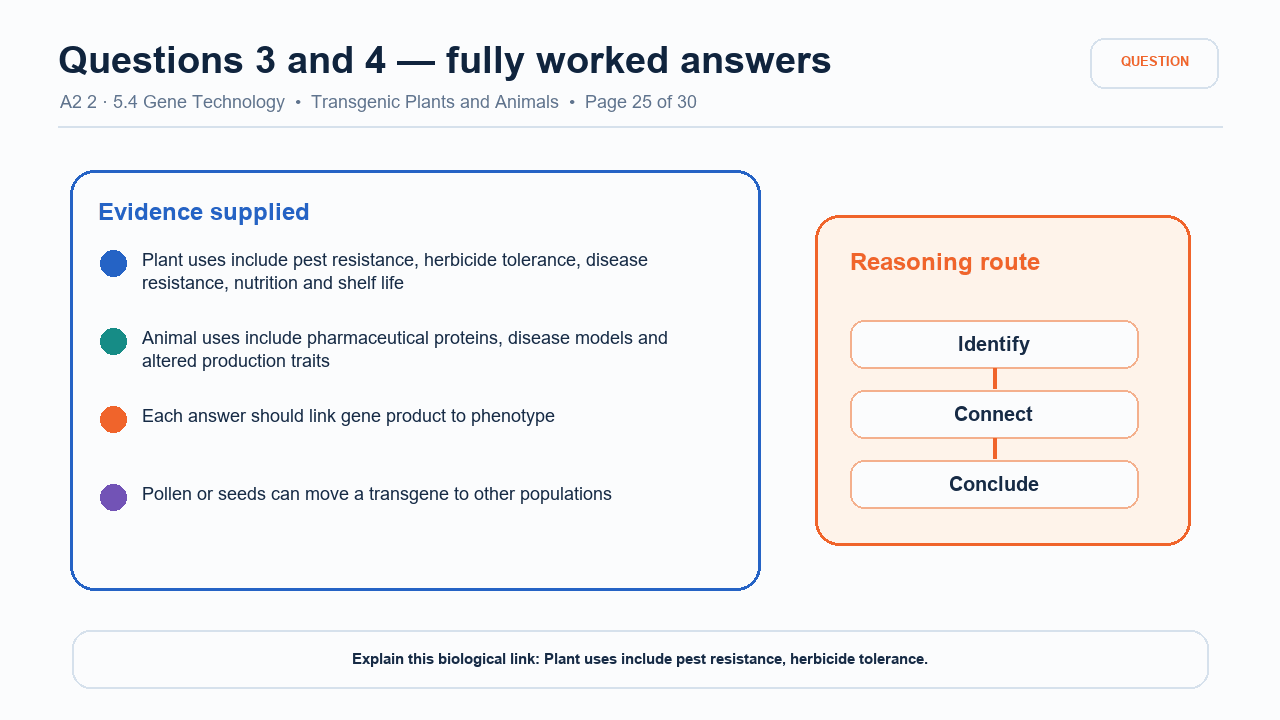 Questions 3 and 4 — fully worked answers
QUESTION
A2 2 · 5.4 Gene Technology • Transgenic Plants and Animals • Page 25 of 30
Evidence supplied
Plant uses include pest resistance, herbicide tolerance, disease
resistance, nutrition and shelf life
Animal uses include pharmaceutical proteins, disease models and
altered production traits
Each answer should link gene product to phenotype
Pollen or seeds can move a transgene to other populations
Reasoning route
Identify
Connect
Conclude
Explain this biological link: Plant uses include pest resistance, herbicide tolerance.